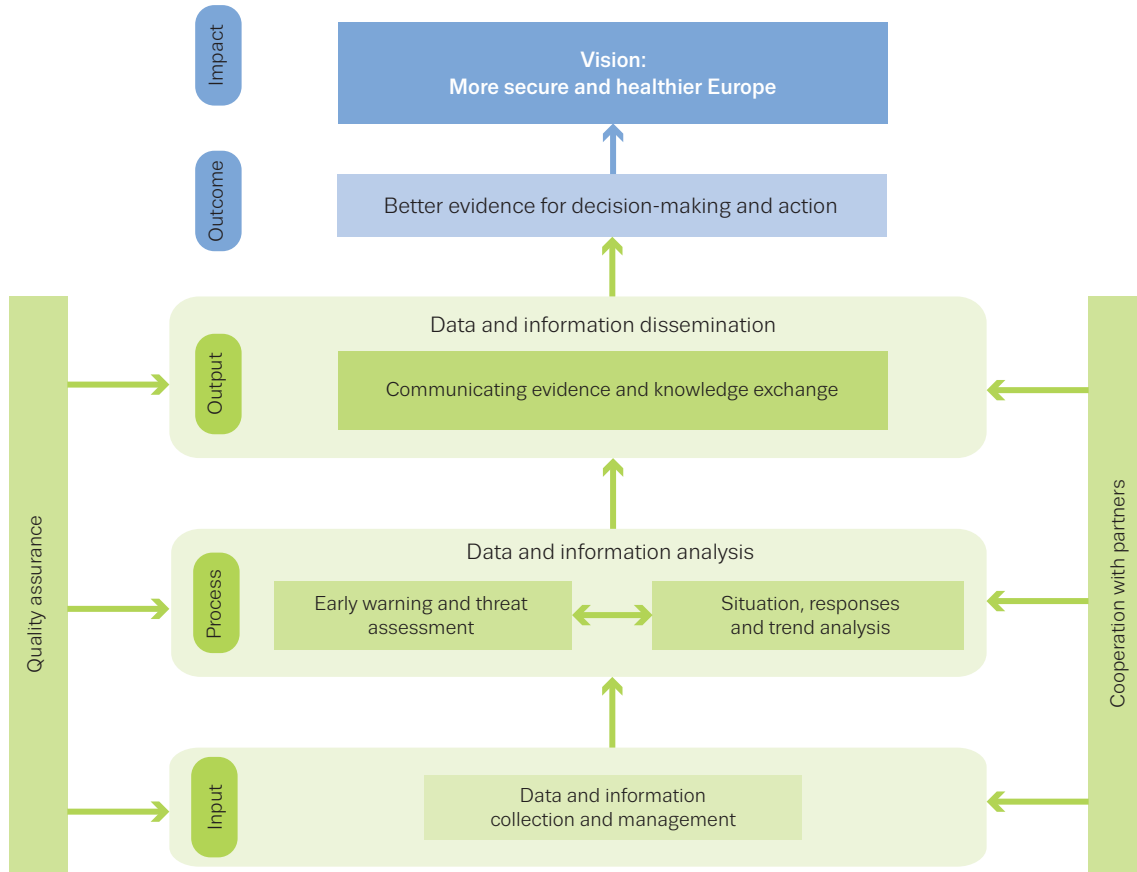 Impact
Vision:
More secure and healthier Europe
Outcome
Better evidence for decision-making and action
Quality assurance
Output
Data and information dissemination
Communicating evidence and knowledge exchange
Process
Data and information analysis
Early warning and threat
assessment
Situation, responses
and trend analysis
Input
Data and information
collection and management
Cooperation with partners